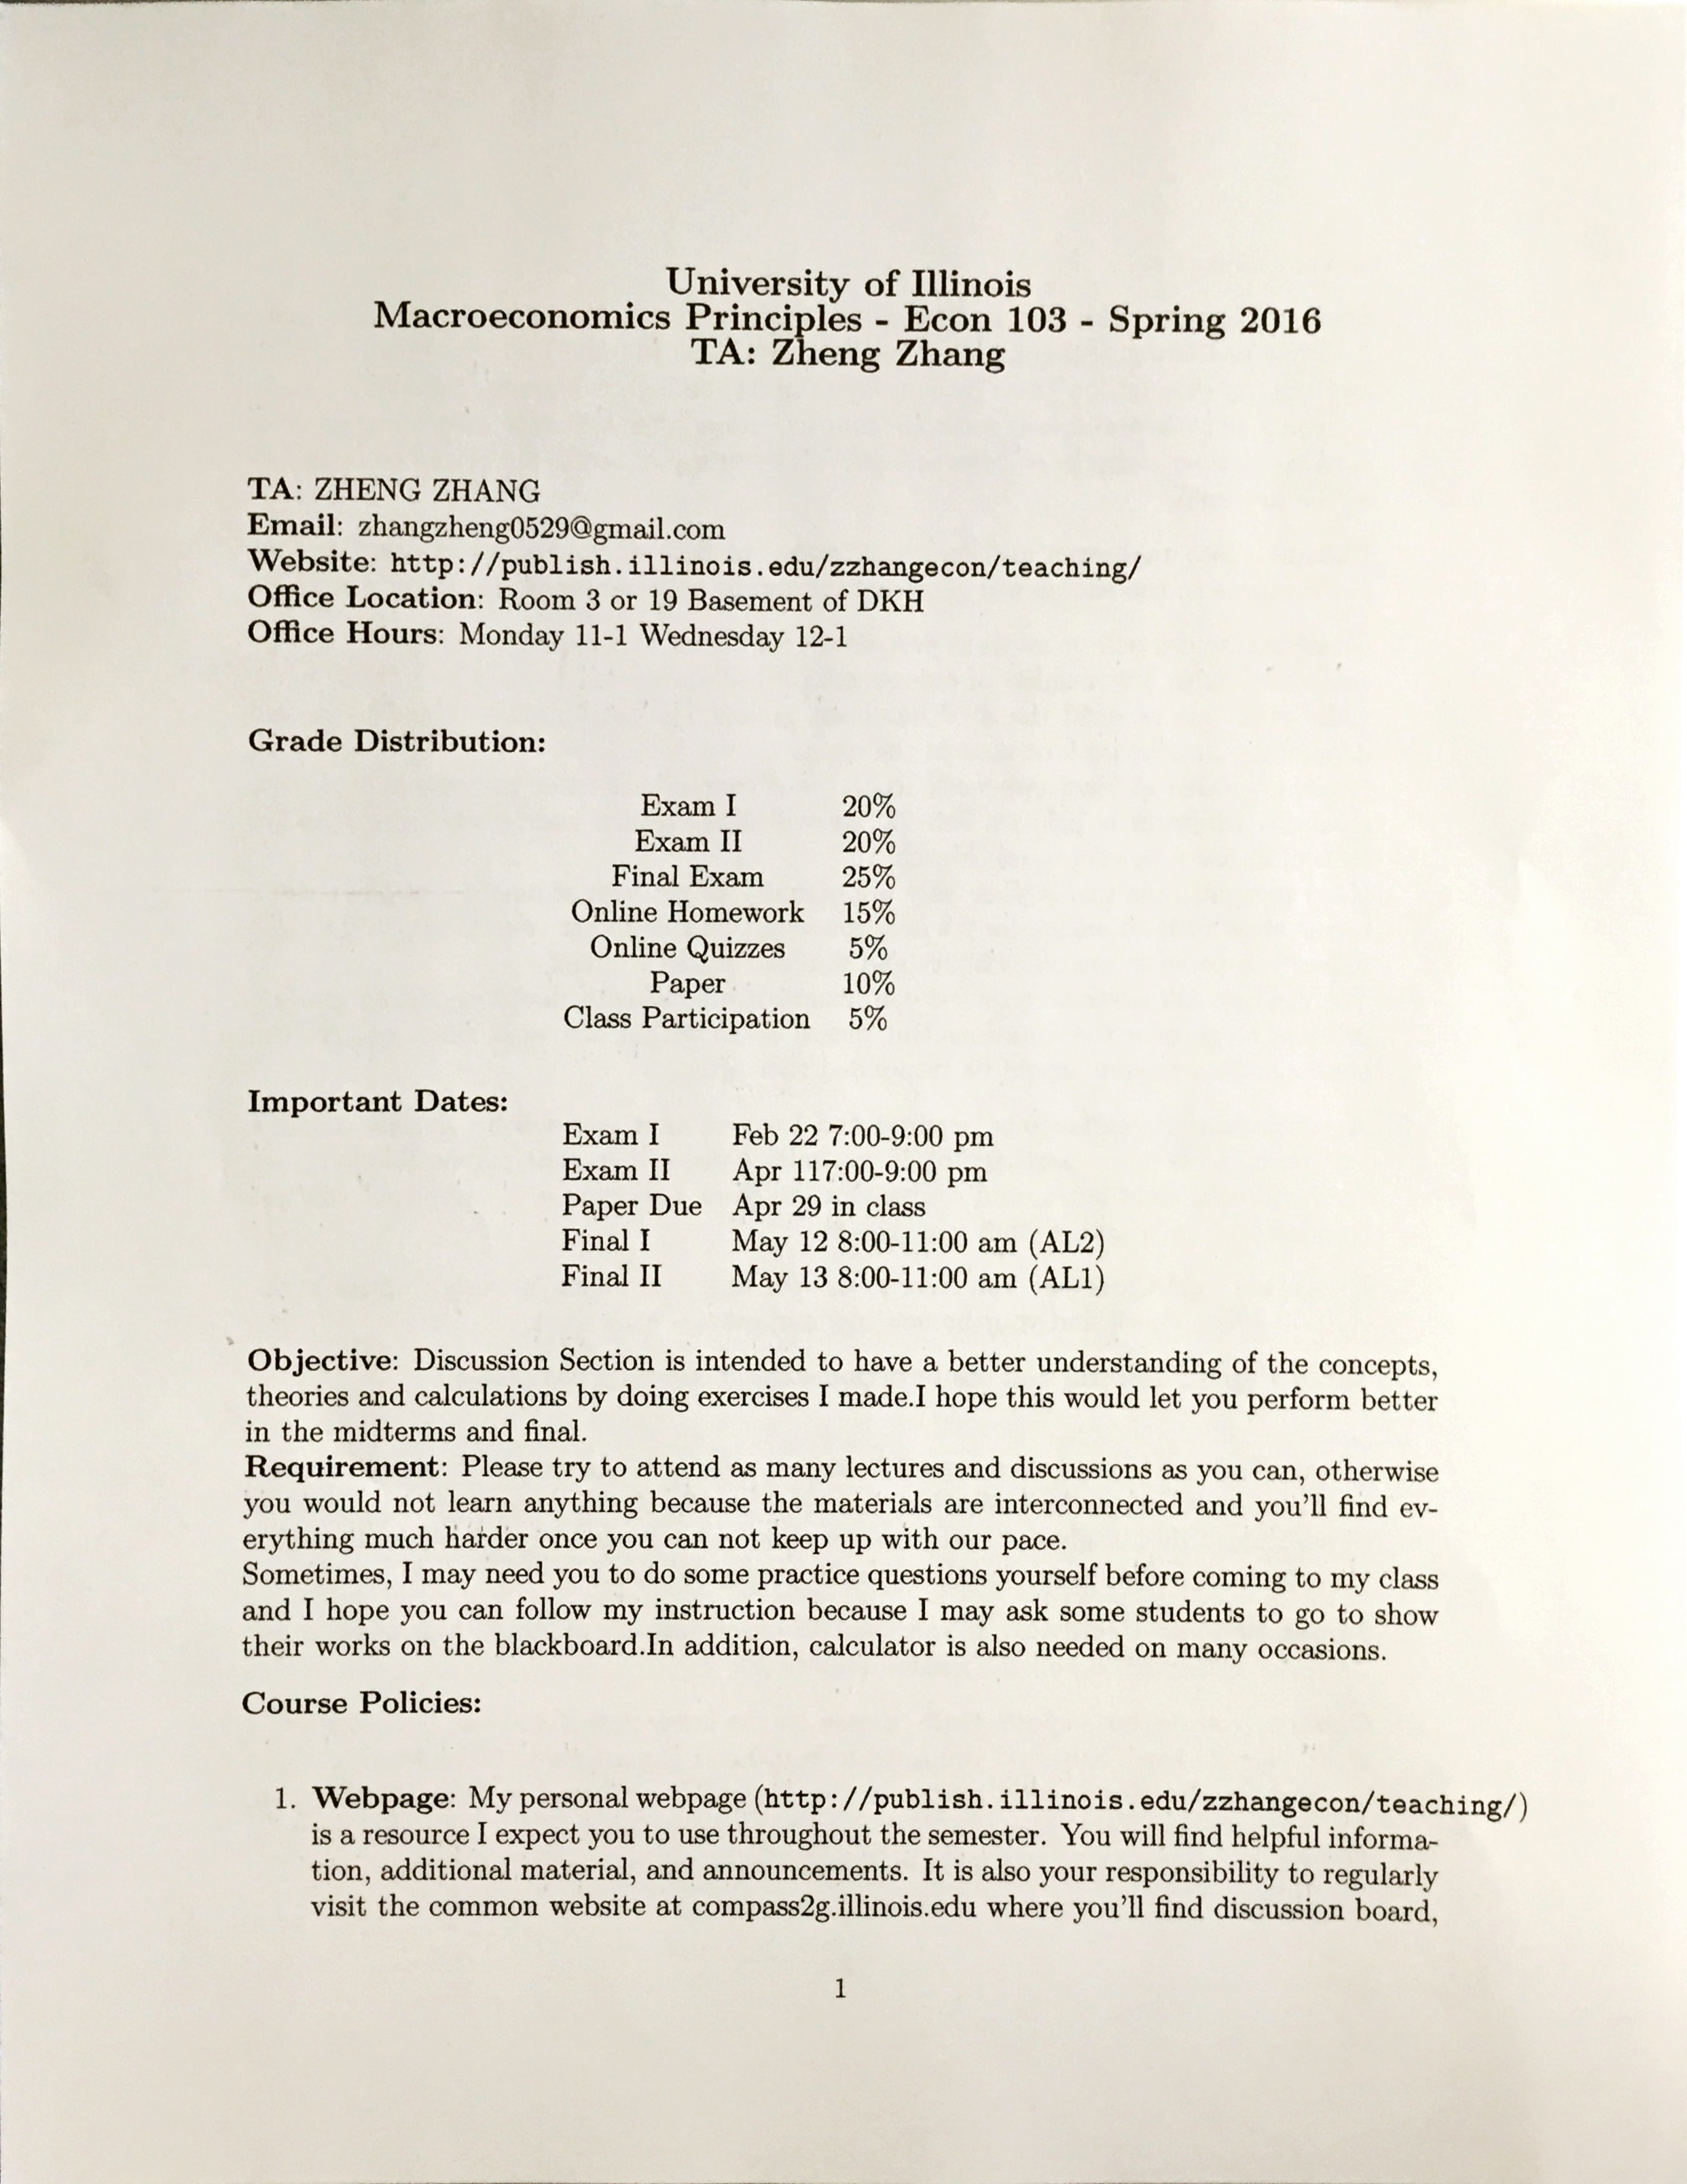 University of Illinois
Macroeconomics Principles - Econ 103 - Spring 2016
TA: Zheng Zhang
TA: ZHENG ZHANG
Email: zhangzheng0529@gmail.com
Website: http://publish.illinois.edu/zzhangecon/teaching/
Office Location: Room 3 or 19 Basement of DKH
Office Hours: Monday 11-1 Wednesday 12-1
Grade Distribution:
Exam I 20%
Exam II 20%
Final Exam 25%
Online Homework 15%
Online Quizzes 5%
Paper 10%
Class Participation 5%
Important Dates:
Exam I Feb 22 7:00-9:00 pm
Exam II Apr 117:00-9:00 pm
Paper Due Apr 29 in class
Final I May 12 8:00-11:00 am (AL2)
Final II May 13 8:00-11:00 am (AL1)
Objective: Discussion Section is intended to have a better understanding of the concepts,
theories and calculations by doing exercises I made.I hope this would let you perform better
in the midterms and final.
Requirement: Please try to attend as many lectures and discussions as you can, otherwise
you would not learn anything because the materials are interconnected and you'll find ev-
erything much harder once you can not keep up with our pace.
Sometimes, I may need you to do some practice questions yourself before coming to my class
and I hope you can follow my instruction because I may ask some students to go to show
their works on the blackboard.In addition, calculator is also needed on many occasions.
Course Policies:
1. Webpage: My personal webpage (http://publish.illinois.edu/zzhangecon/teaching/)
is a resource I expect you to use throughout the semester. You will find helpful informa-
tion, additional material, and announcements. It is also your responsibility to regularly
visit the common website at compass2g.illinois.edu where you'll find discussion board,
1